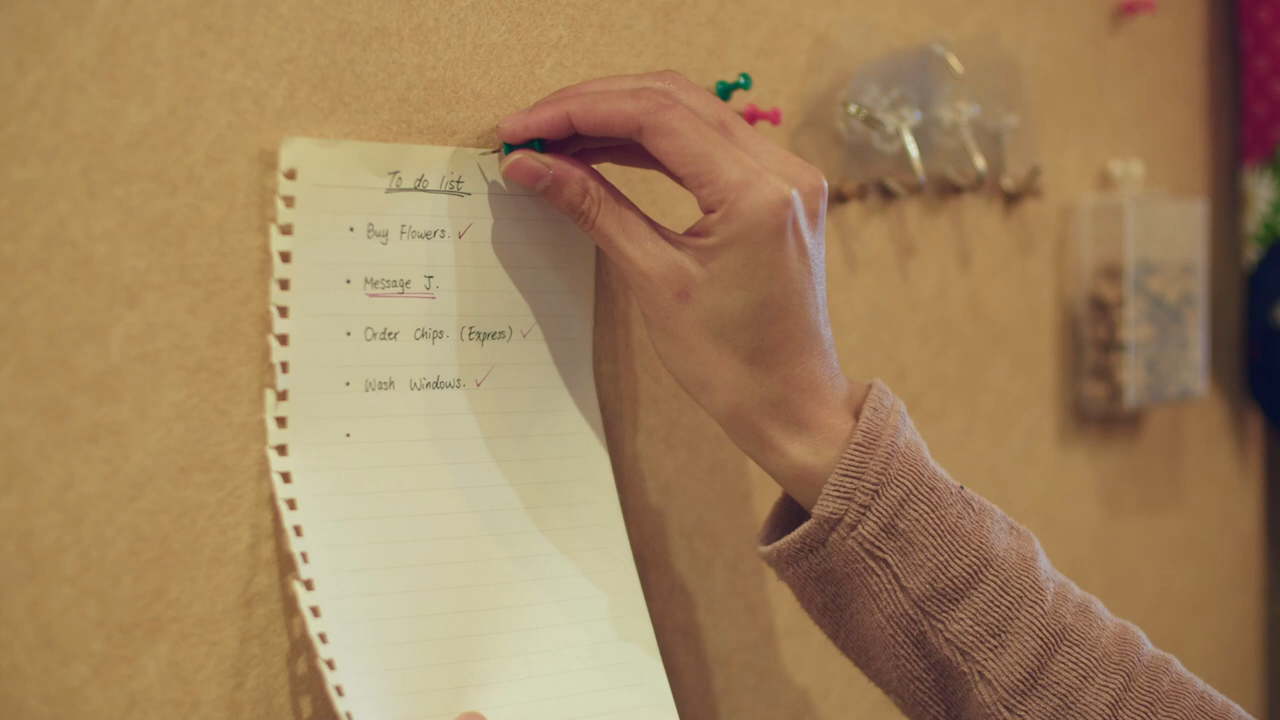 To do list
• Buy Flowers. ✓
• Message J.
• Order Chips. (Express) ✓
• Wash Windows. ✓
•